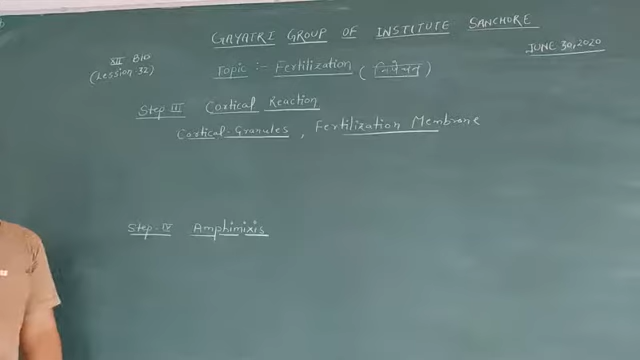 GAYATRI GROUP OF INSTITUTE SANCHORE
JUNE 30, 2020
XII BIO
(Lession-32)
Topic :- Fertilization (निषेचन)
Step III Cortical Reaction
Cortical Granules, Fertilization Membrane
Step-IV Amphimixis